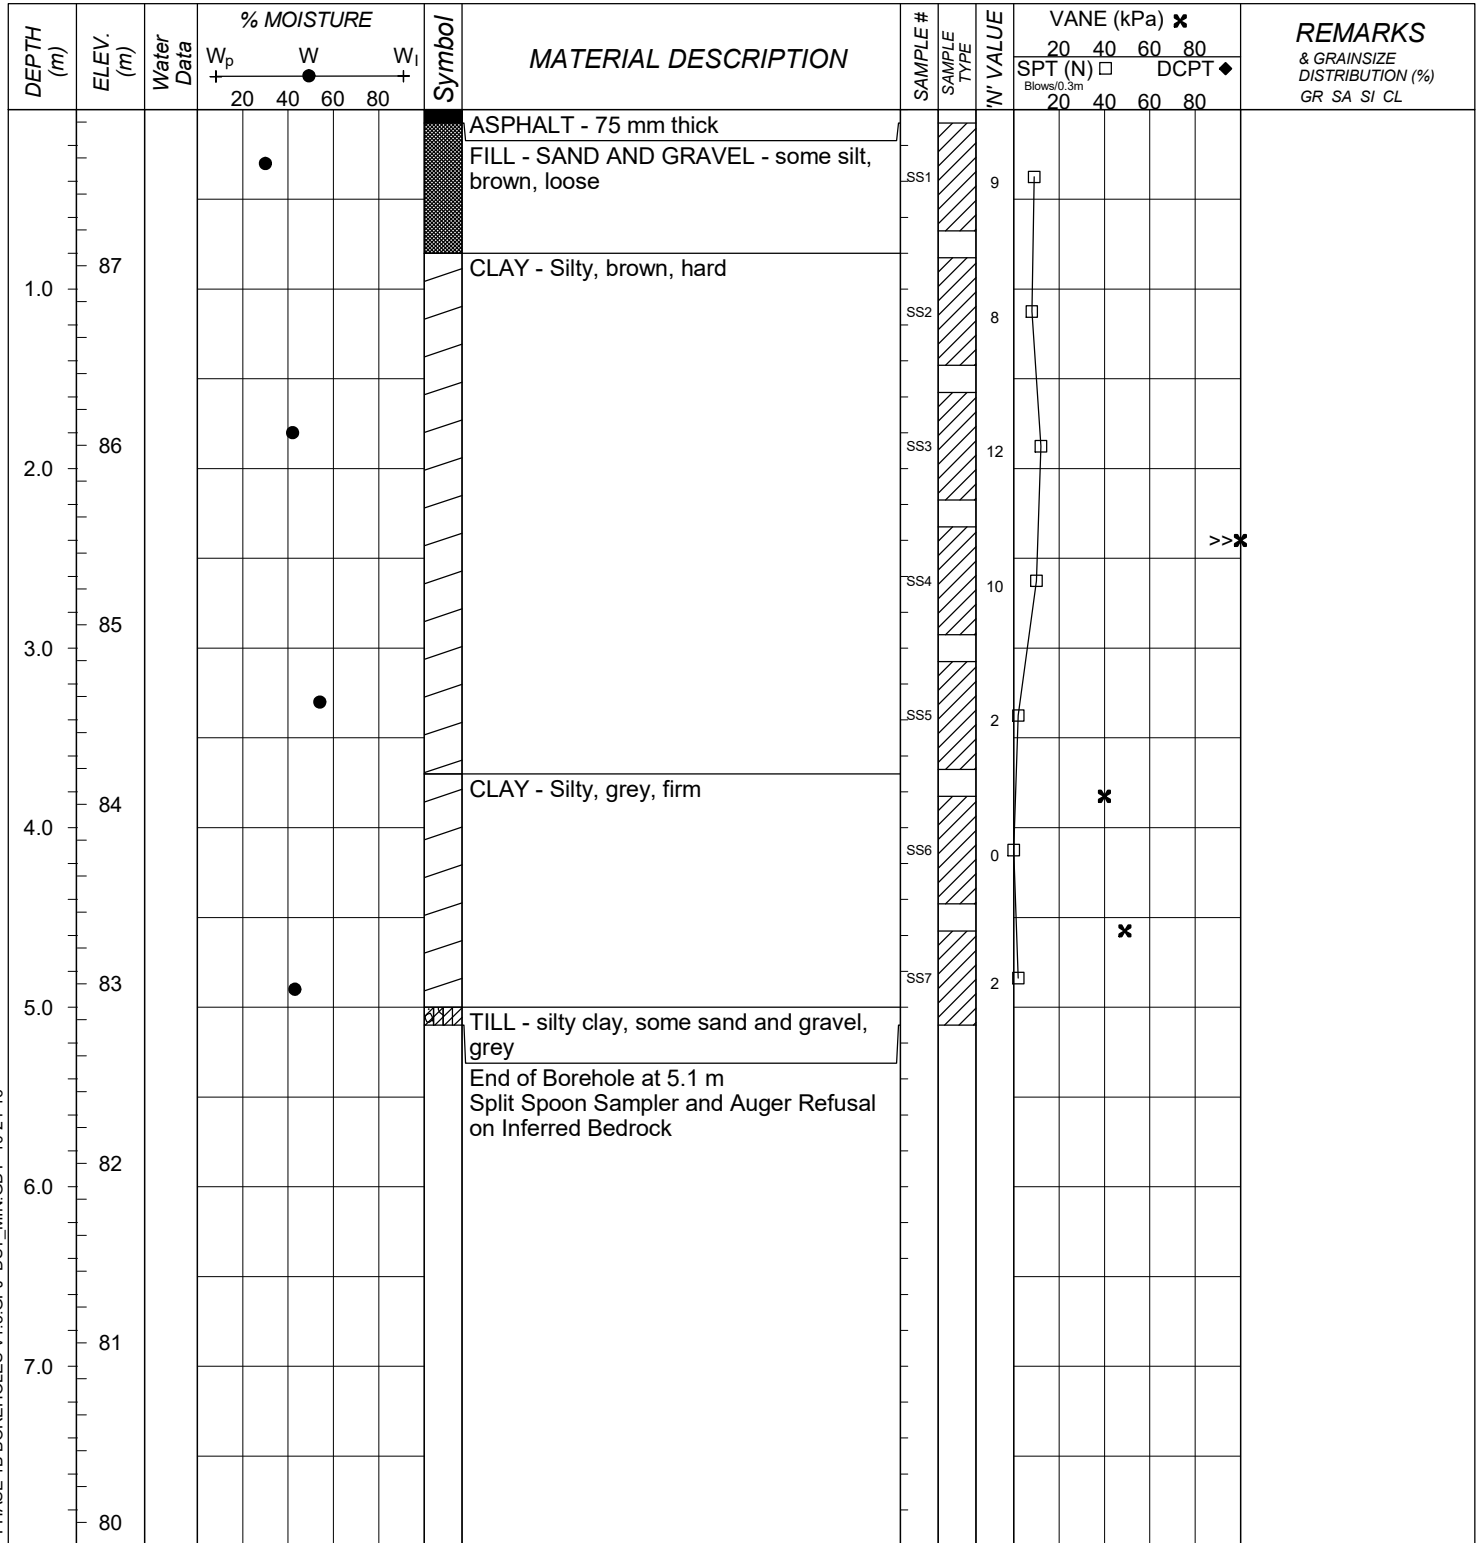 DEPTH (m)
ELEV. (m)
Water Data
% MOISTURE
Wp W Wl
20 40 60 80
Symbol
MATERIAL DESCRIPTION
SAMPLE #
SAMPLE TYPE
'N' VALUE
VANE (kPa)
20 40 60 80
SPT (N) DCPT
Blows/0.3m
20 40 60 80
REMARKS
& GRAINSIZE
DISTRIBUTION (%)
GR SA SI CL
ASPHALT - 75 mm thick
FILL - SAND AND GRAVEL - some silt,
brown, loose
SS1 9
87
CLAY - Silty, brown, hard
1.0
SS2 8
86
SS3 12
2.0
>>
SS4 10
85
3.0
SS5 2
CLAY - Silty, grey, firm
84
4.0
SS6 0
83
SS7 2
5.0
TILL - silty clay, some sand and gravel,
grey
End of Borehole at 5.1 m
Split Spoon Sampler and Auger Refusal
on Inferred Bedrock
82
6.0
81
7.0
80